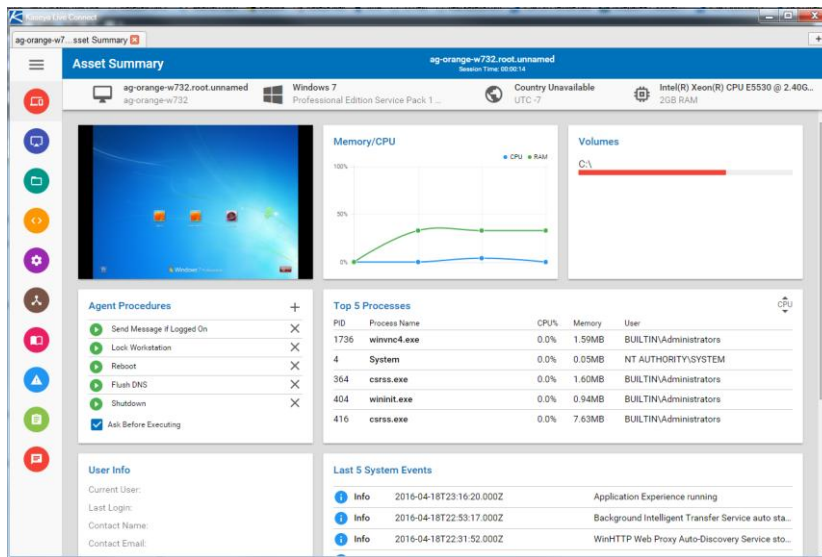 Kaseya Live Connect
ag-orange-w7...sset Summary
Asset Summary
ag-orange-w732.root.unnamed
Session Time: 00:00:14
ag-orange-w732.root.unnamed
ag-orange-w732
Windows 7
Professional Edition Service Pack 1 ...
Country Unavailable
UTC -7
Intel(R) Xeon(R) CPU E5530 @ 2.40G...
2GB RAM
Memory/CPU
CPU RAM
100%
50%
0%
Volumes
C:\
Agent Procedures +
Send Message if Logged On
Lock Workstation
Reboot
Flush DNS
Shutdown
Ask Before Executing
Top 5 Processes
CPU
PID Process Name CPU% Memory User
1736 winvnc4.exe 0.0% 1.59MB BUILTIN\Administrators
4 System 0.0% 0.05MB NT AUTHORITY\SYSTEM
364 csrss.exe 0.0% 1.60MB BUILTIN\Administrators
404 wininit.exe 0.0% 0.94MB BUILTIN\Administrators
416 csrss.exe 0.0% 7.63MB BUILTIN\Administrators
User Info
Current User:
Last Login:
Contact Name:
Contact Email:
Last 5 System Events
Info 2016-04-18T23:16:20.000Z Application Experience running
Info 2016-04-18T22:53:17.000Z Background Intelligent Transfer Service auto sta...
Info 2016-04-18T22:31:52.000Z WinHTTP Web Proxy Auto-Discovery Service sto...